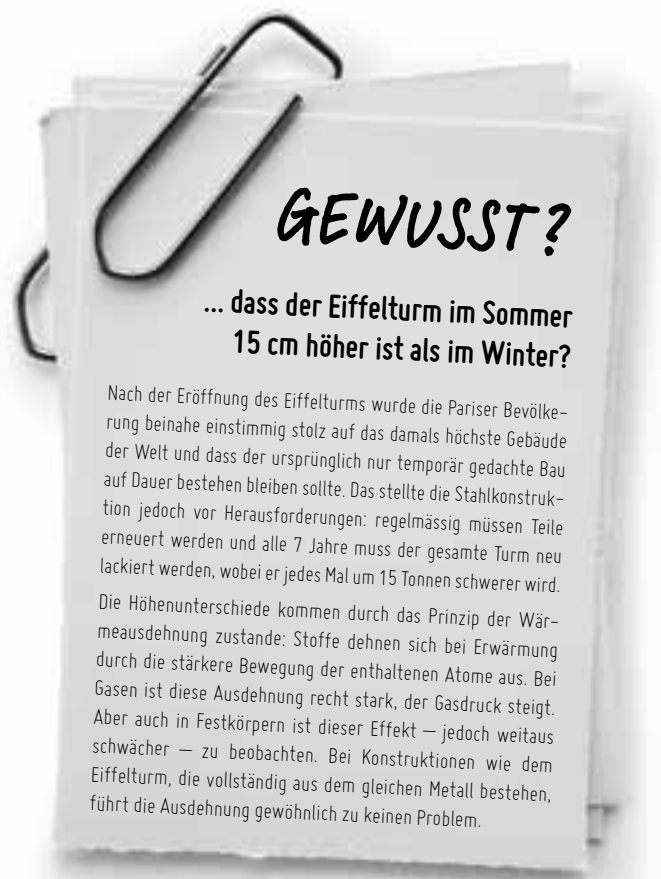 GEWUSST?
... dass der Eiffelturm im Sommer
15 cm höher ist als im Winter?
Nach der Eröffnung des Eiffelturms wurde die Pariser Bevölke-
rung beinahe einstimmig stolz auf das damals höchste Gebäude
der Welt und dass der ursprünglich nur temporär gedachte Bau
auf Dauer bestehen bleiben sollte. Das stellte die Stahlkonstruk-
tion jedoch vor Herausforderungen: regelmässig müssen Teile
erneuert werden und alle 7 Jahre muss der gesamte Turm neu
lackiert werden, wobei er jedes Mal um 15 Tonnen schwerer wird.
Die Höhenunterschiede kommen durch das Prinzip der Wär-
meausdehnung zustande: Stoffe dehnen sich bei Erwärmung
durch die stärkere Bewegung der enthaltenen Atome aus. Bei
Gasen ist diese Ausdehnung recht stark, der Gasdruck steigt.
Aber auch in Festkörpern ist dieser Effekt – jedoch weitaus
schwächer – zu beobachten. Bei Konstruktionen wie dem
Eiffelturm, die vollständig aus dem gleichen Metall bestehen,
führt die Ausdehnung gewöhnlich zu keinen Problem.